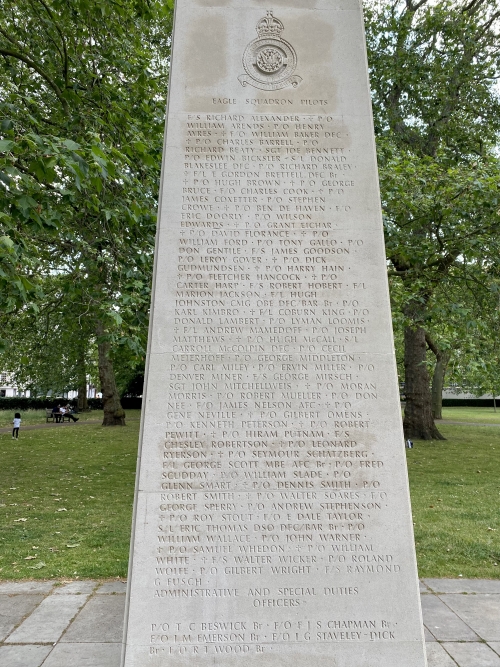 EAGLE SQUADRON PILOTS
F/S RICHARD ALEXANDER · ✝ P/O
WILLIAM ARENDS · P/O HENRY
AYRES · ✝ F/O WILLIAM BAKER DFC ·
✝ P/O CHARLES BARRELL · P/O
RICHARD BEATY · SGT JOE BENNETT ·
P/O EDWIN BICKSLER · S/L DONALD
BLAKESLEE DFC · P/O RICHARD BRALEY ·
✝ F/L E GORDON BRETTELL DFC Br ·
✝ P/O HUGH BROWN · ✝ P/O GEORGE
BRUCE · F/O CHARLES COOK · ✝ P/O
JAMES COXETTER · P/O STEPHEN
CROWE · ✝ P/O BEN DE HAVEN · F/O
ERIC DOORLY · P/O WILSON
EDWARDS · ✝ P/O GRANT EICHAR ·
✝ P/O DAVID FLORANCE · ✝ P/O
WILLIAM FORD · P/O TONY GALLO · P/O
DON GENTILE · F/S JAMES GOODSON ·
P/O LEROY GOVER · ✝ P/O DICK
GUDMUNDSEN · ✝ P/O HARRY HAIN ·
✝ P/O FLETCHER HANCOCK · ✝ P/O
CARTER HARP · F/S ROBERT HOBERT · F/L
MARION JACKSON · F/L HUGH
JOHNSTON CMG OBE DFC/BAR Br · P/O
KARL KIMBRO · ✝ F/L COBURN KING · P/O
DONALD LAMBERT · P/O LYMAN LOOMIS ·
✝ F/L ANDREW MAMEDOFF · P/O JOSEPH
MATTHEWS · ✝ P/O HUGH McCALL · S/L
CARROLL McCOLPIN DFC · P/O CECIL
MEIERHOFF · P/O GEORGE MIDDLETON ·
✝ P/O CARL MILEY · P/O ERVIN MILLER · P/O
DENVER MINER · F/S GEORGE MIRSCH ·
SGT JOHN MITCHELLWEIS · ✝ P/O MORAN
MORRIS · P/O ROBERT MUELLER · P/O DON
NEE · F/O JAMES NELSON AFC · ✝ P/O
GENE NEVILLE · ✝ P/O GILBERT OMENS ·
P/O KENNETH PETERSON · ✝ P/O ROBERT
PEWITT · ✝ P/O HIRAM PUTNAM · F/S
CHESLEY ROBERTSON · P/O LEONARD
RYERSON · ✝ P/O SEYMOUR SCHATZBERG ·
F/L GEORGE SCOTT MBE AFC Br · P/O FRED
SCUDDAY · P/O WILLIAM SLADE · P/O
GLENN SMART · ✝ P/O DENNIS SMITH · P/O
ROBERT SMITH · ✝ P/O WALTER SOARES · F/O
GEORGE SPERRY · P/O ANDREW STEPHENSON ·
✝ P/O ROY STOUT · F/O E DALE TAYLOR ·
S/L ERIC THOMAS DSO DFC/BAR Br · P/O
WILLIAM WALLACE · P/O JOHN WARNER ·
✝ P/O SAMUEL WHEDON · ✝ P/O WILLIAM
WHITE · ✝ F/S WALTER WICKER · P/O ROLAND
WOLFE · P/O GILBERT WRIGHT · F/S RAYMOND
G FUSCH ·
ADMINISTRATIVE AND SPECIAL DUTIES
OFFICERS ·
P/O T C BESWICK Br · F/O F T S CHAPMAN Br ·
F/O J M EMERSON Br · F/O L G STAVELEY-DICK
Br · F/O R T WOOD Br ·